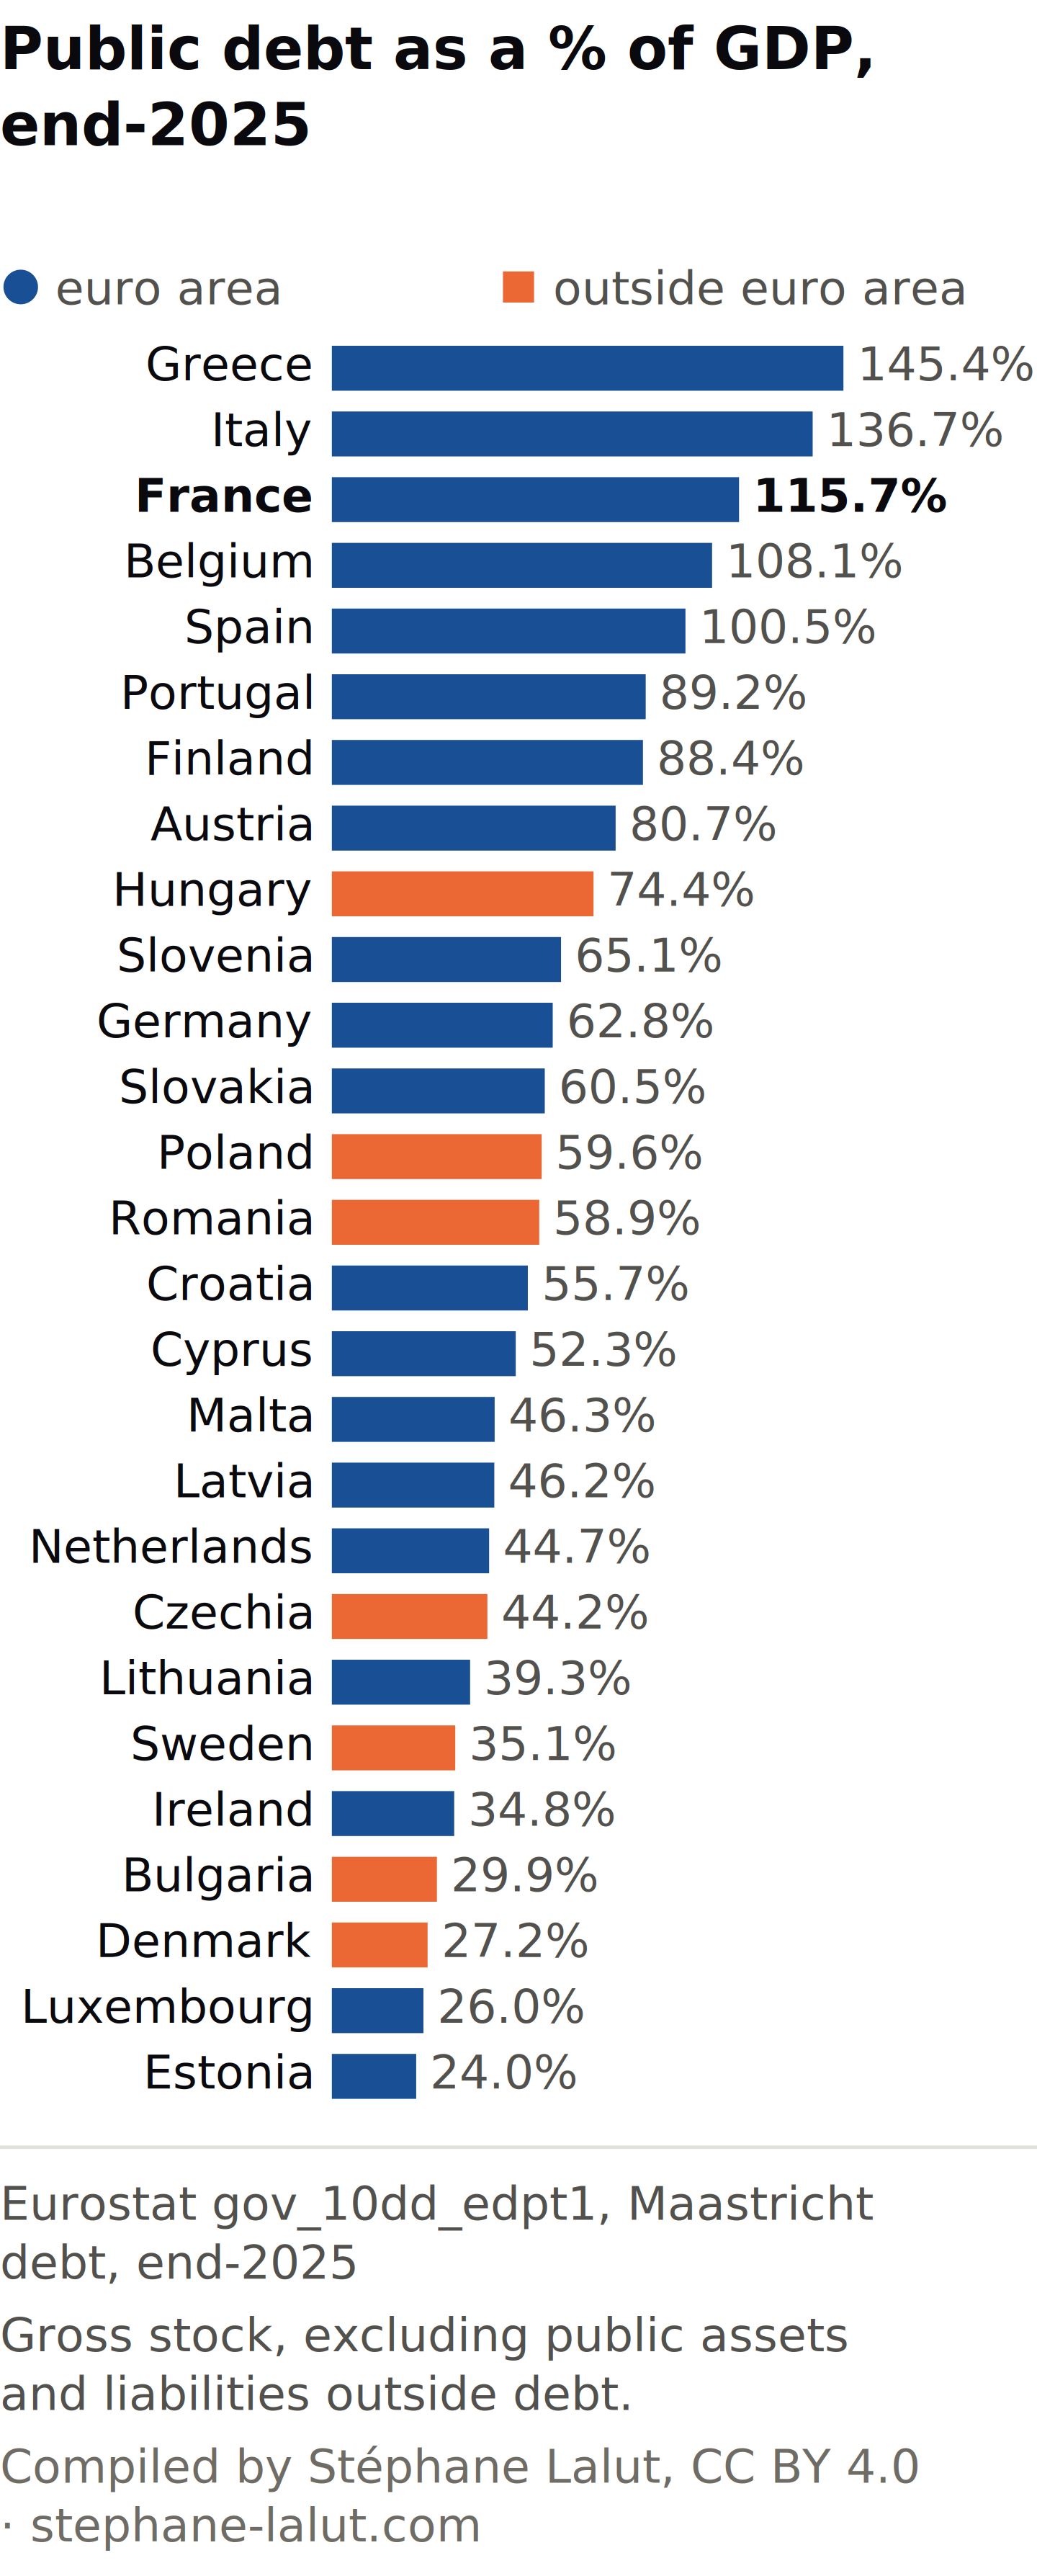 Public debt as a % of GDP,
end-2025
euro area outside euro area
Greece 145.4%
Italy 136.7%
France 115.7%
Belgium 108.1%
Spain 100.5%
Portugal 89.2%
Finland 88.4%
Austria 80.7%
Hungary 74.4%
Slovenia 65.1%
Germany 62.8%
Slovakia 60.5%
Poland 59.6%
Romania 58.9%
Croatia 55.7%
Cyprus 52.3%
Malta 46.3%
Latvia 46.2%
Netherlands 44.7%
Czechia 44.2%
Lithuania 39.3%
Sweden 35.1%
Ireland 34.8%
Bulgaria 29.9%
Denmark 27.2%
Luxembourg 26.0%
Estonia 24.0%
Eurostat gov_10dd_edpt1, Maastricht
debt, end-2025
Gross stock, excluding public assets
and liabilities outside debt.
Compiled by Stéphane Lalut, CC BY 4.0
· stephane-lalut.com